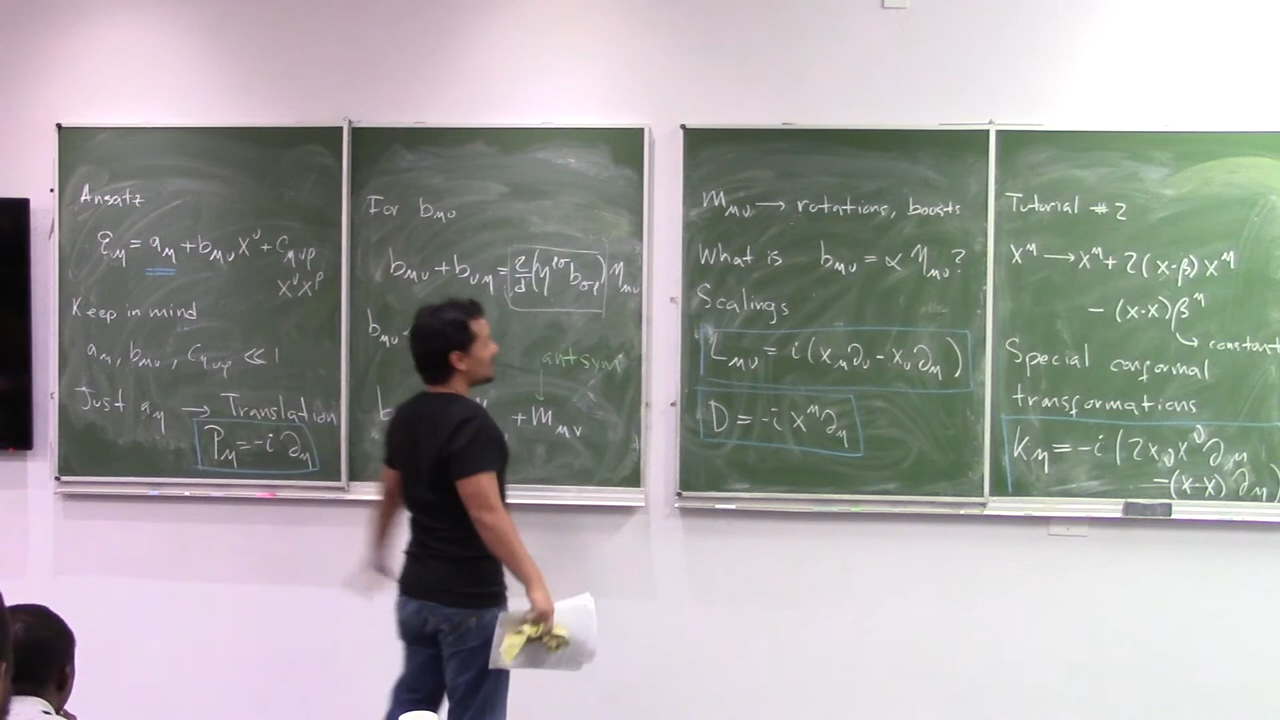 Ansatz
εμ = aμ + bμν x^ν + Cμνρ
x^ν x^ρ
Keep in mind
aμ, bμν, Cμνρ << 1
Just aμ → Translation
Pμ = -i ∂μ
For bμν
bμν + bνμ = 2/d (η^{ρσ} bσρ) ημν
bμν
antsym
b + mμν
mμν → rotations, boosts
What is bμν = α ημν?
Scalings
Lμν = i(xμ∂ν - xν∂μ)
D = -i x^μ ∂μ
Tutorial #2
x^μ → x^μ + 2(x·β) x^μ
- (x·x)β^μ
↳ constant
Special conformal
transformations
Kμ = -i (2xμ x^ν ∂ν
-(x·x) ∂μ)